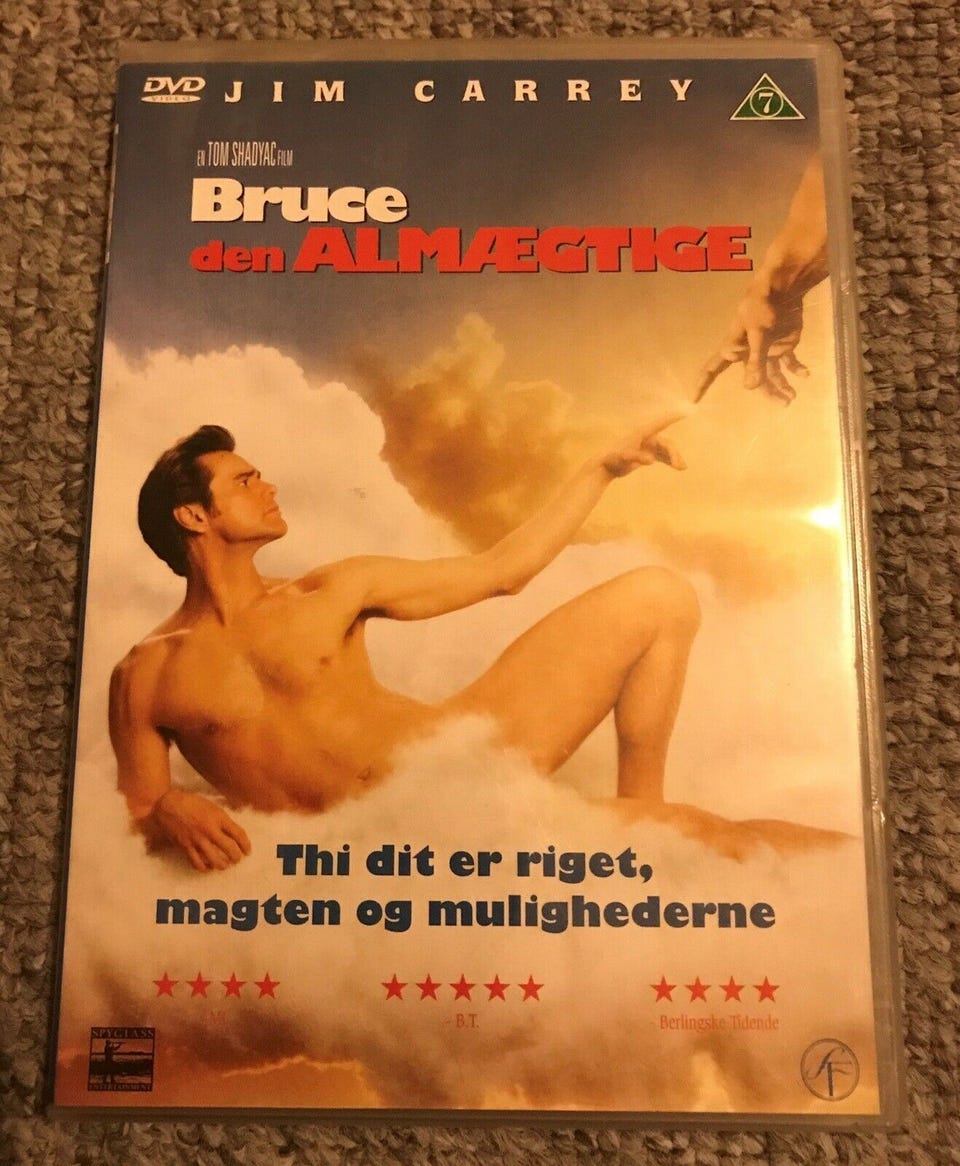 DVD JIM CARREY 7
VIDEO
EN TOM SHADYAC FILM
Bruce
den ALMÆGTIGE
Thi dit er riget,
magten og mulighederne
★★★★ ★★★★★ ★★★★
- B.T. Berlingske Tidende
SPYGLASS
ENTERTAINMENT
SF